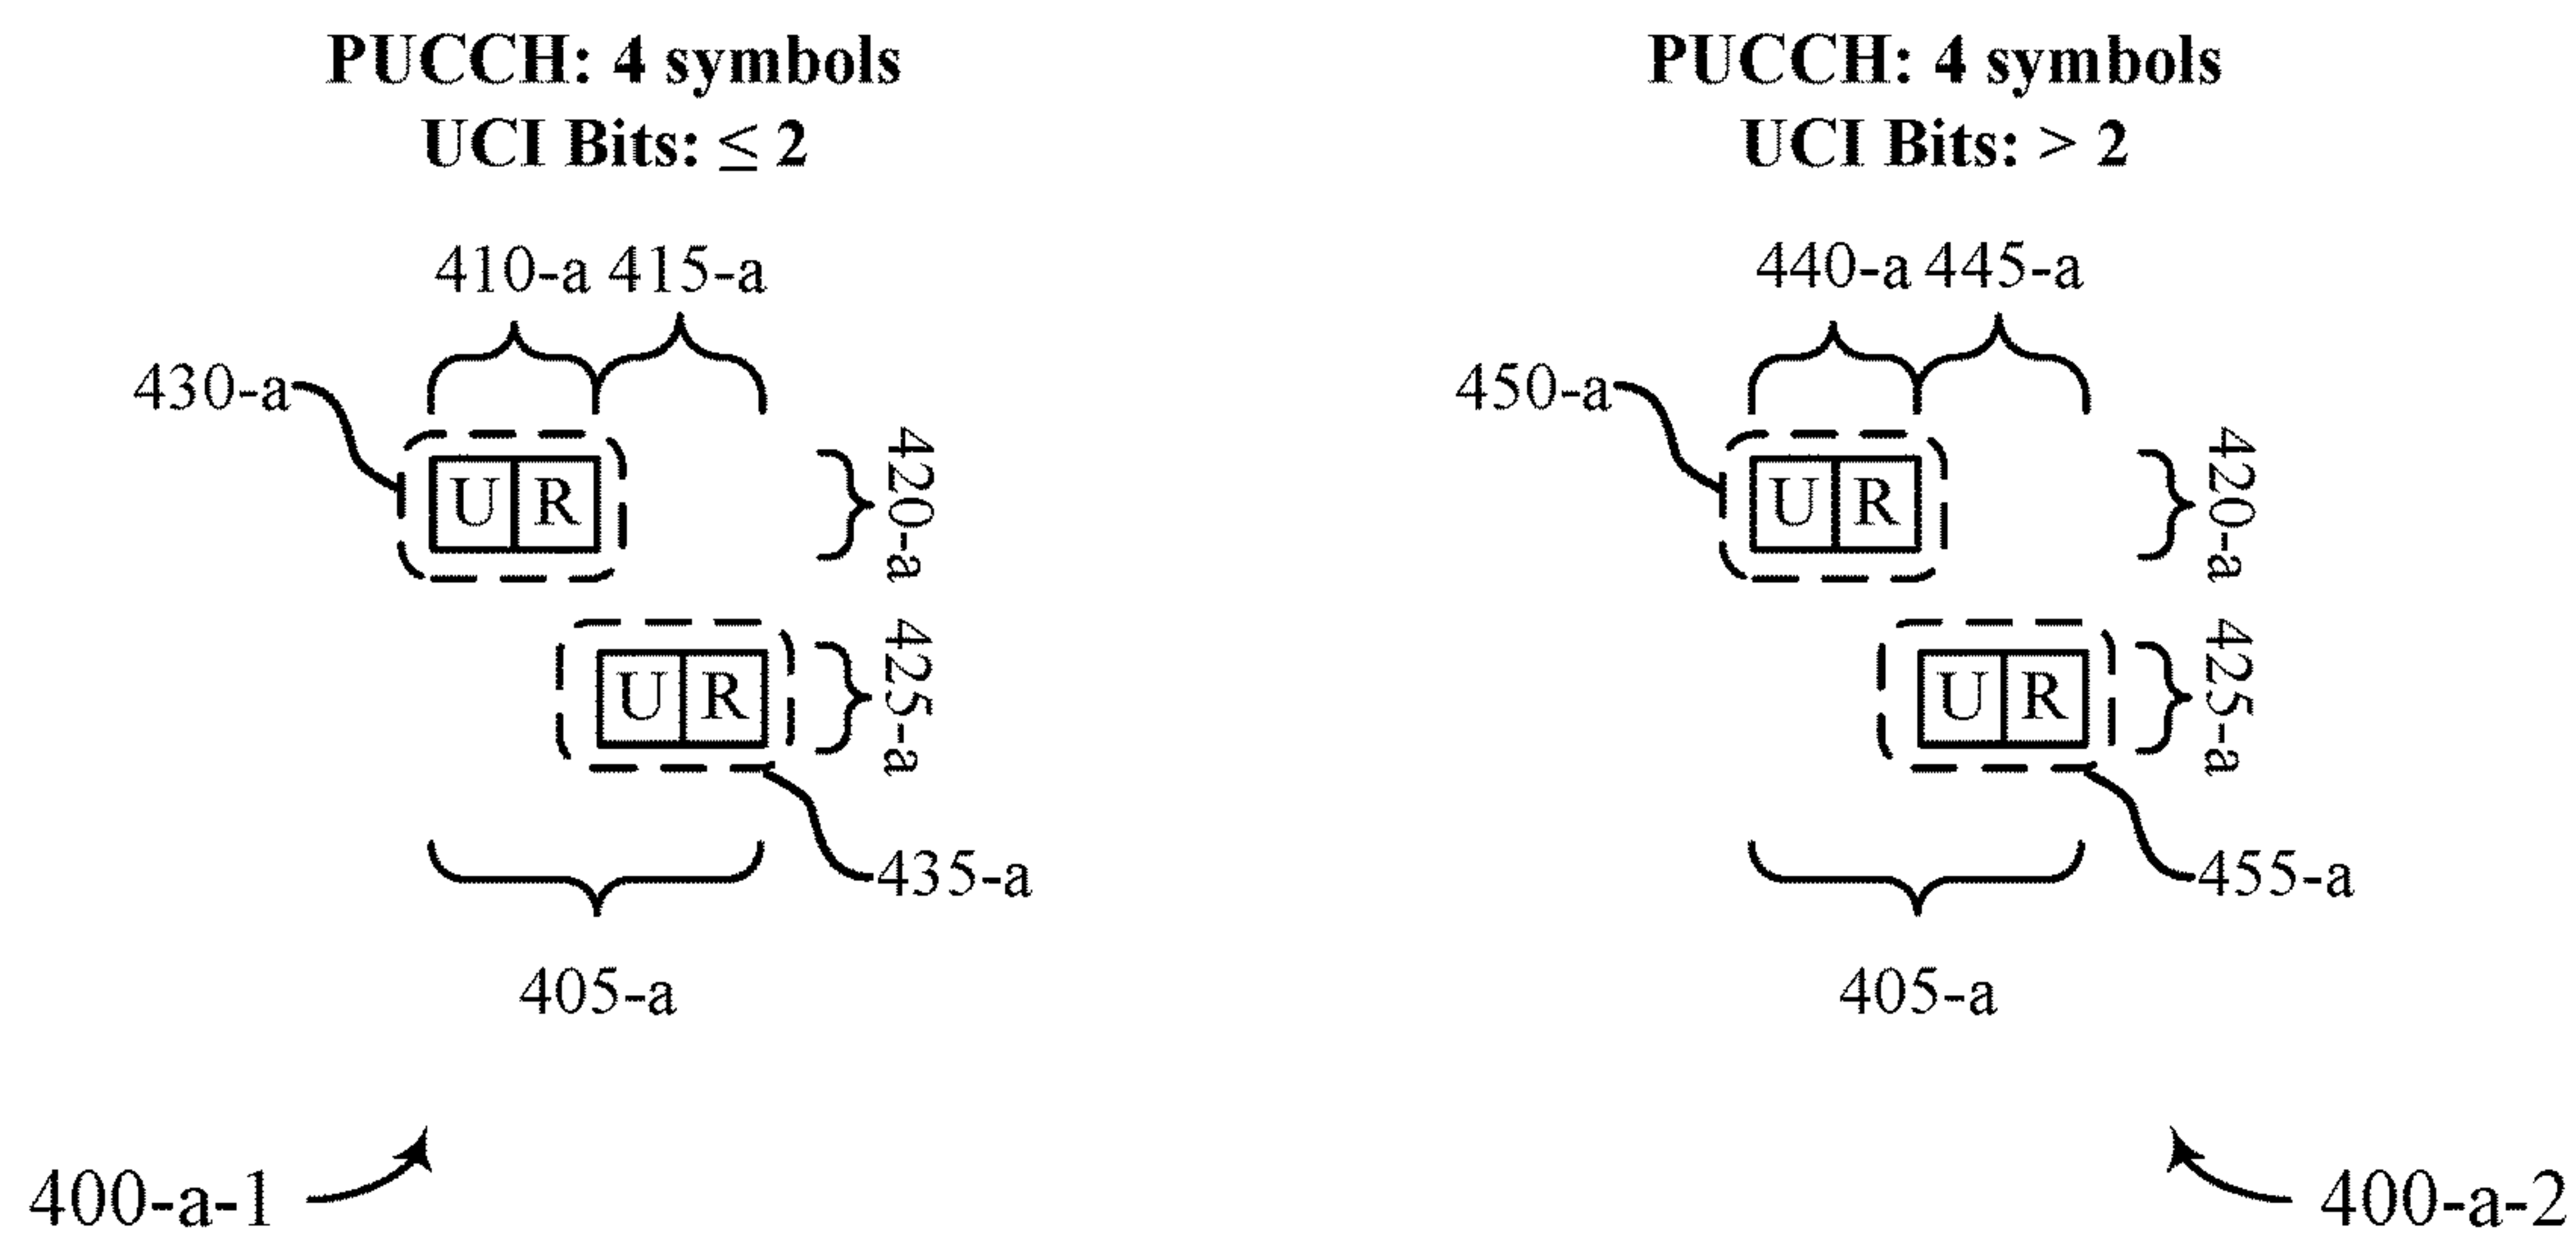 PUCCH: 4 symbols
UCI Bits: ≤ 2
410-a 415-a
430-a
U R
420-a
U R
425-a
435-a
405-a
400-a-1
PUCCH: 4 symbols
UCI Bits: > 2
440-a 445-a
450-a
U R
420-a
U R
425-a
455-a
405-a
400-a-2